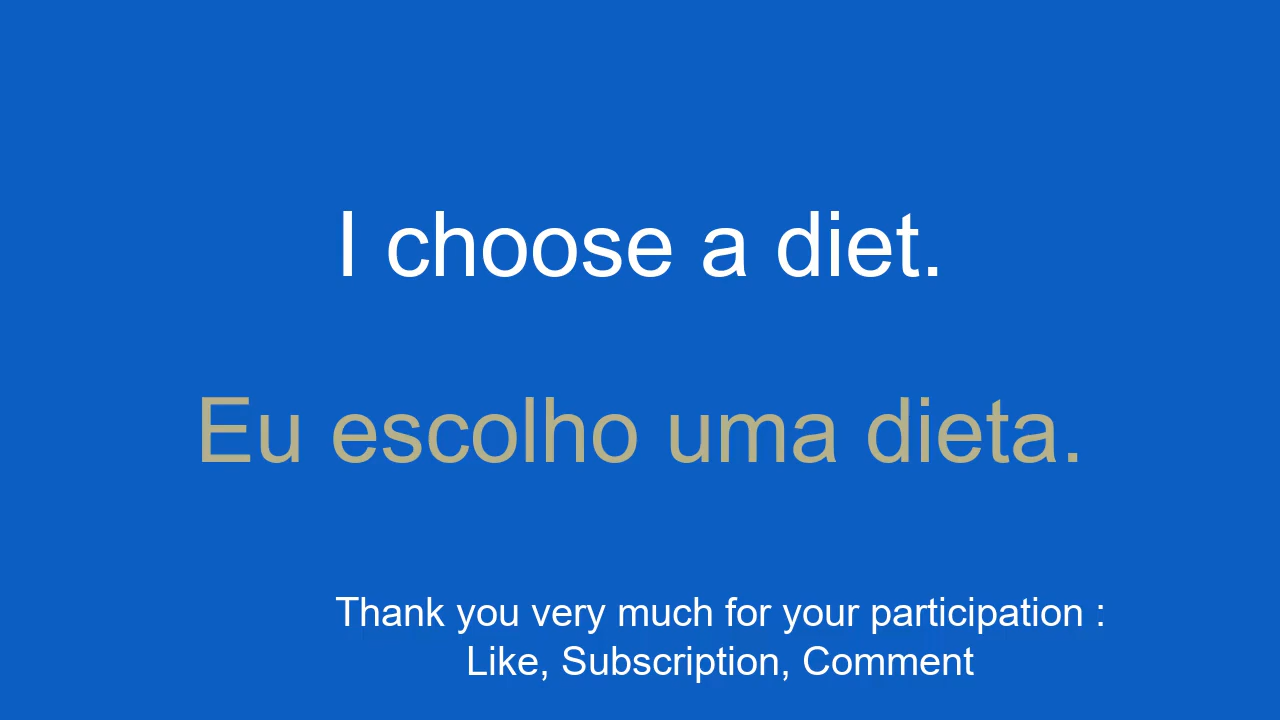 I choose a diet.
Eu escolho uma dieta.
Thank you very much for your participation :
Like, Subscription, Comment